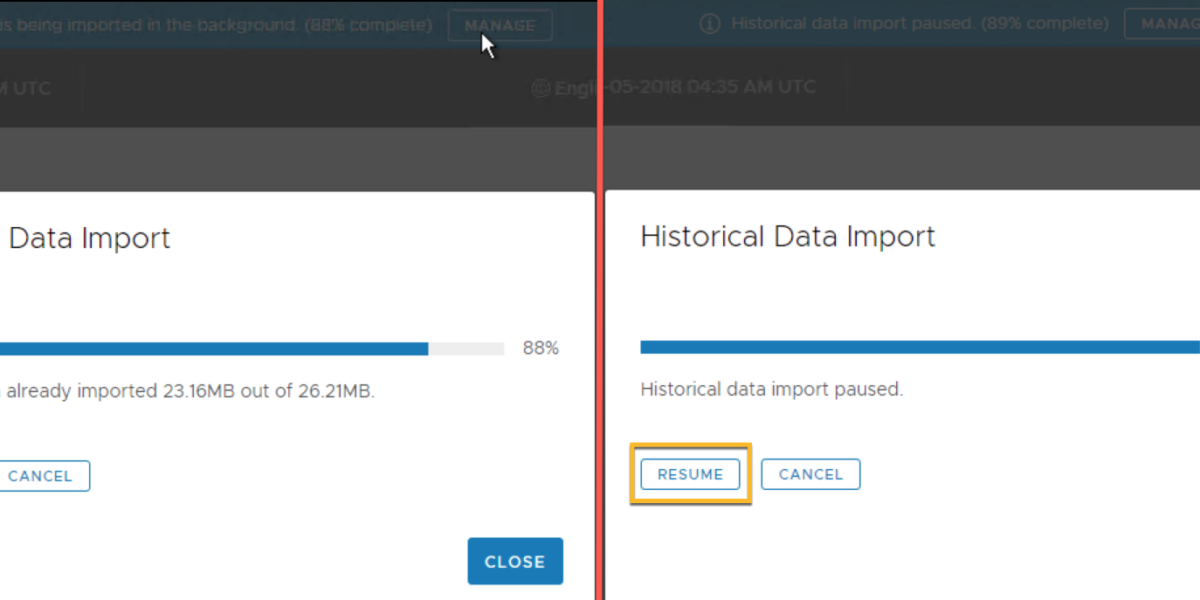 is being imported in the background. (88% complete)
MANAGE
M UTC
Engli
Data Import
88%
already imported 23.16MB out of 26.21MB.
CANCEL
CLOSE
Historical data import paused. (89% complete)
MANAG
-05-2018 04:35 AM UTC
Historical Data Import
Historical data import paused.
RESUME
CANCEL